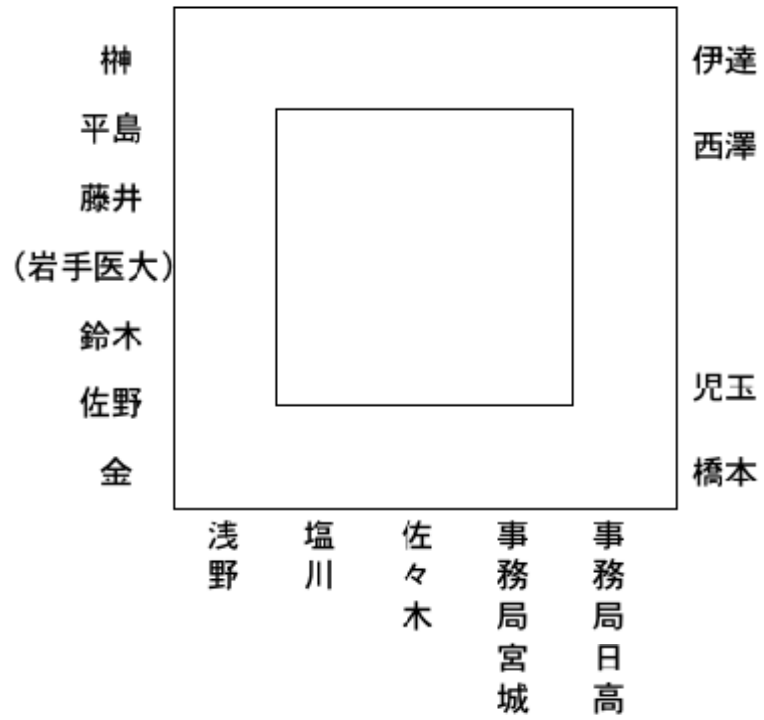 榊
平島
藤井
（岩手医大）
鈴木
佐野
金
伊達
西澤
児玉
橋本
浅野
塩川
佐々木
事務局宮城
事務局日高